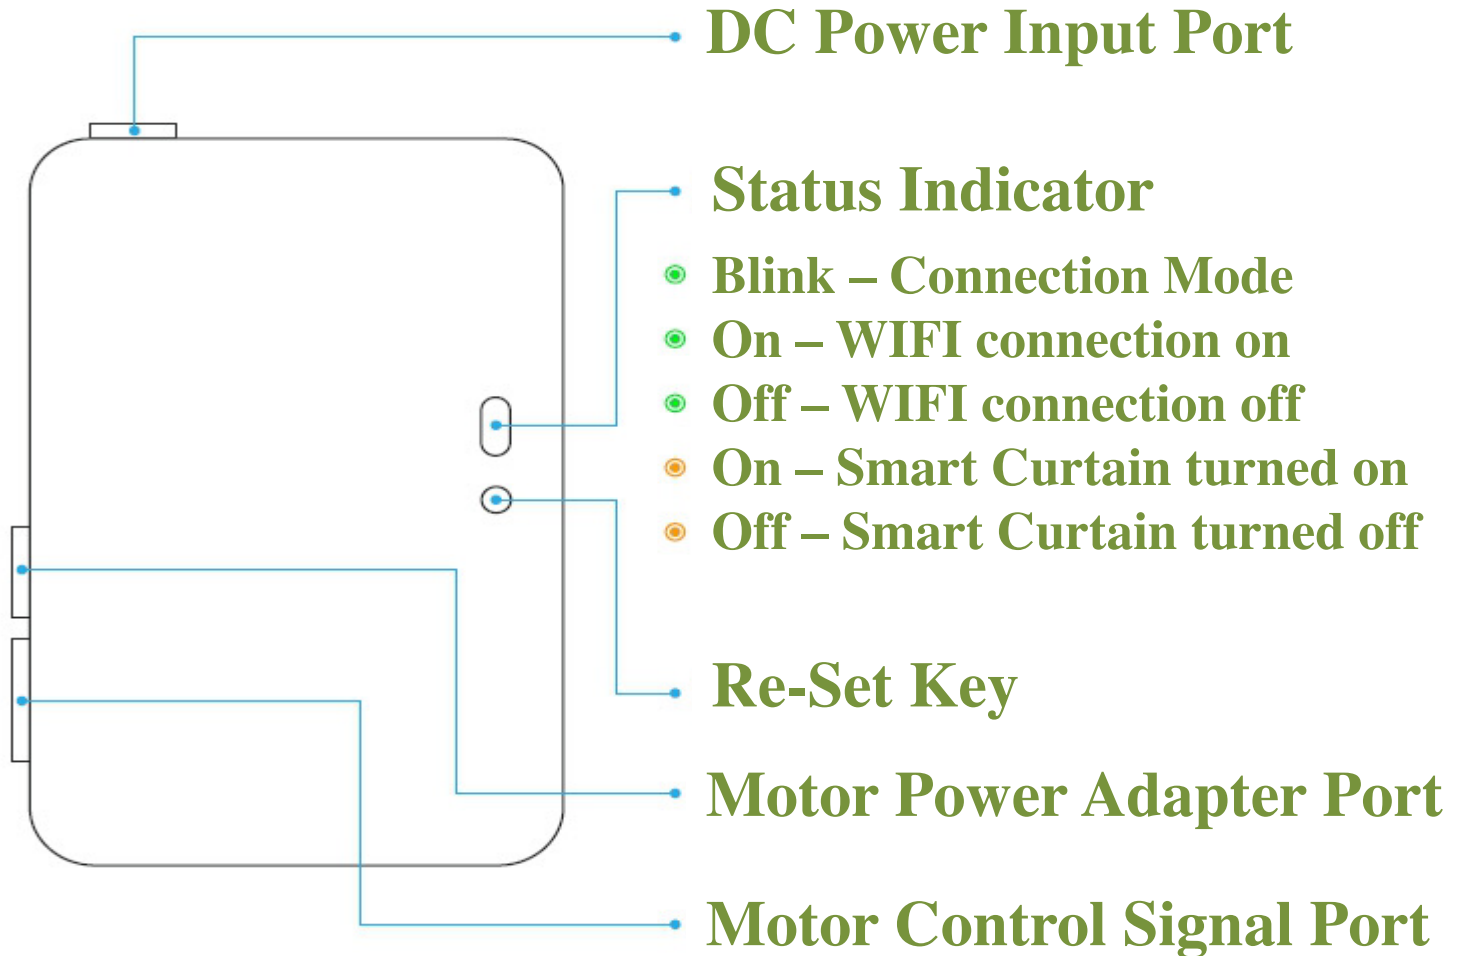 DC Power Input Port
Status Indicator
Blink – Connection Mode
On – WIFI connection on
Off – WIFI connection off
On – Smart Curtain turned on
Off – Smart Curtain turned off
Re-Set Key
Motor Power Adapter Port
Motor Control Signal Port